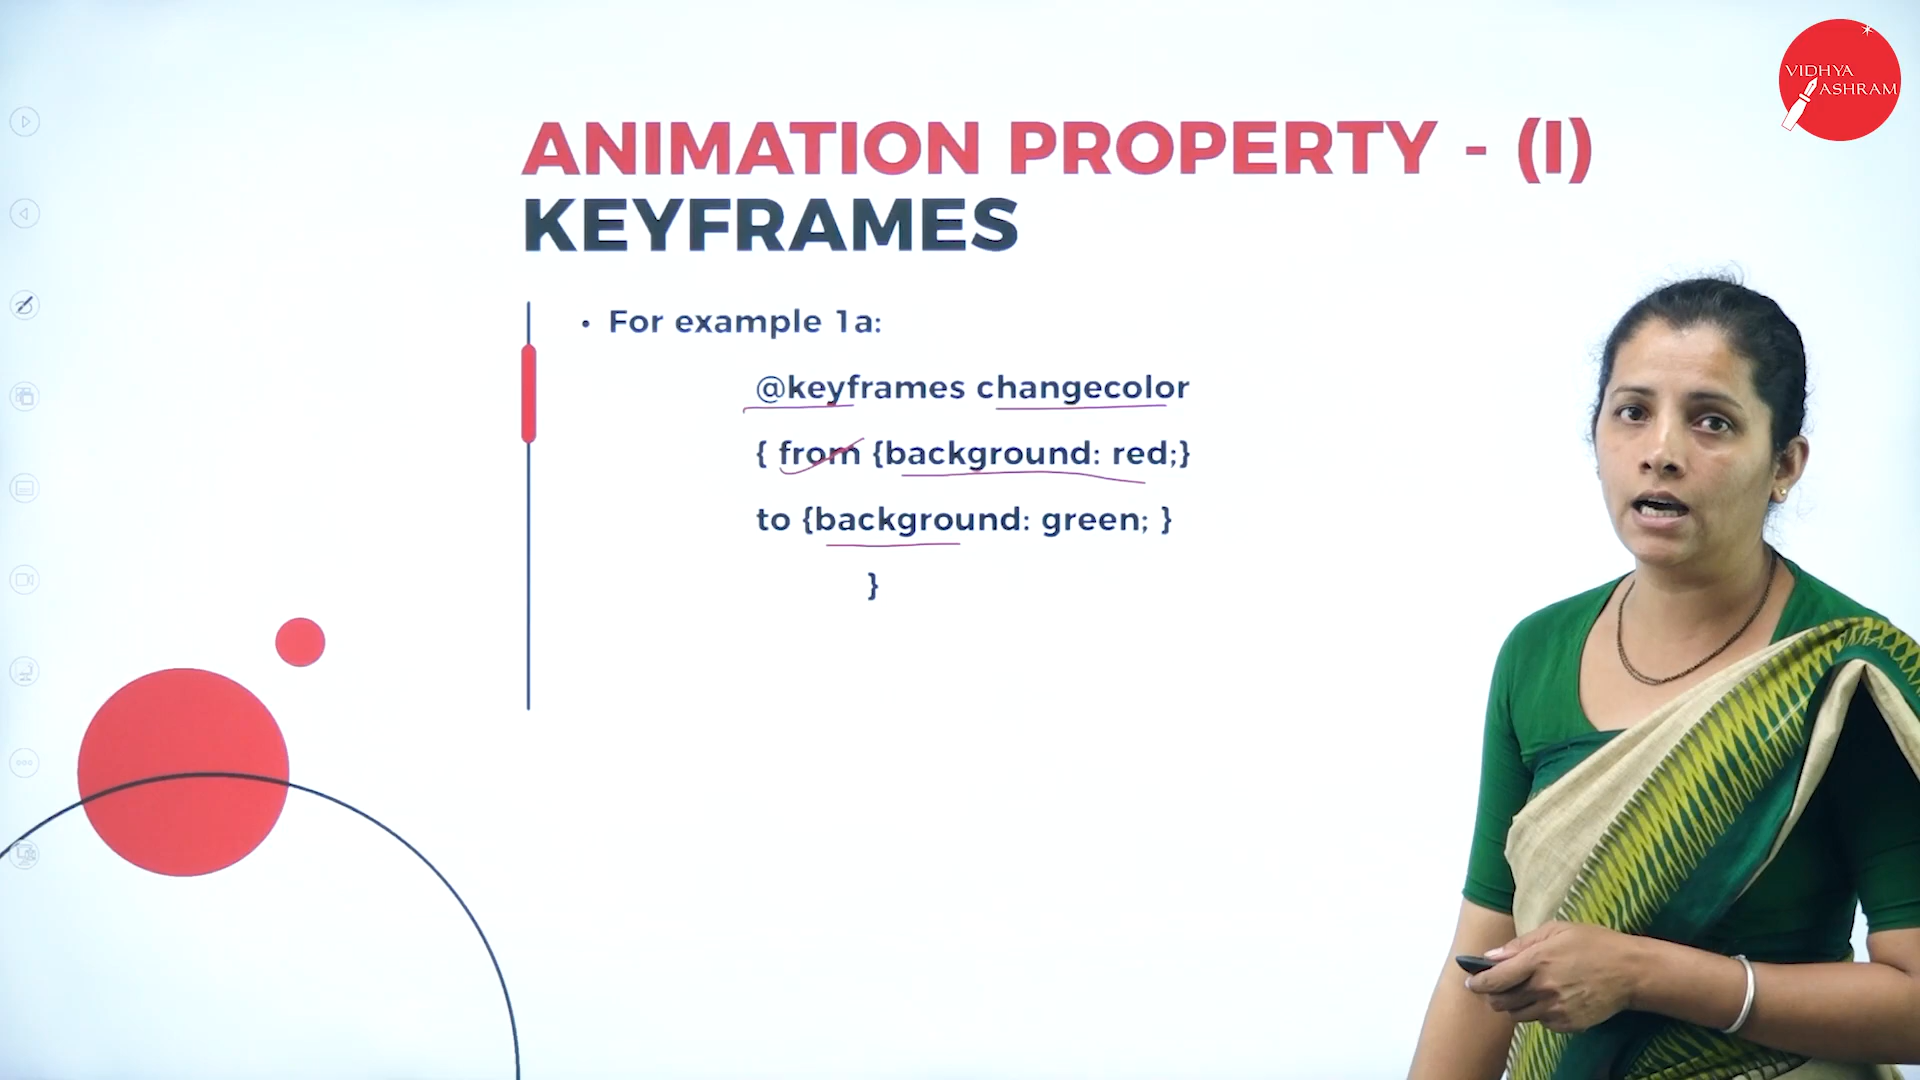 VIDHYA
ASHRAM
ANIMATION PROPERTY - (I)
KEYFRAMES
• For example 1a:
@keyframes changecolor
{ from {background: red;}
to {background: green; }
}